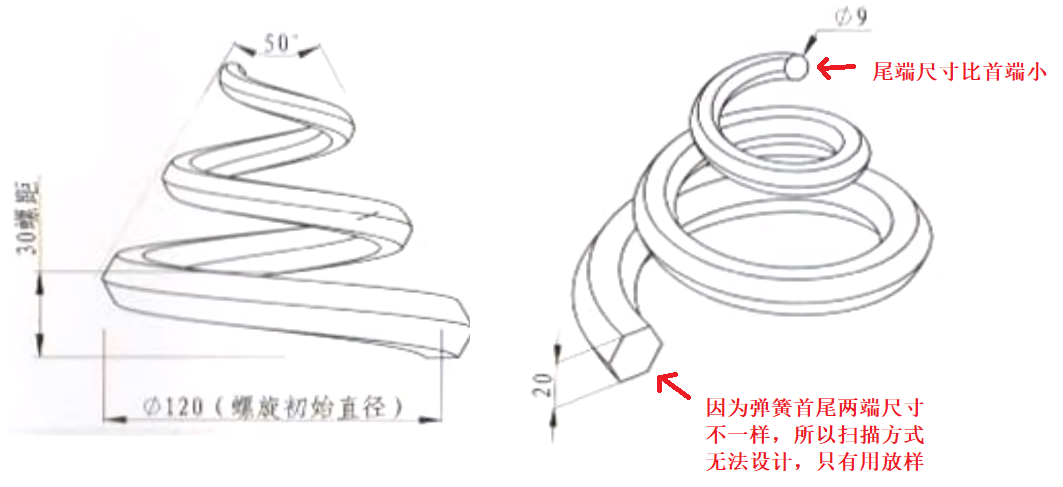 50°
30螺距
∅120(螺旋初始直径)
∅9
尾端尺寸比首端小
20
因为弹簧首尾两端尺寸
不一样，所以扫描方式
无法设计，只有用放样